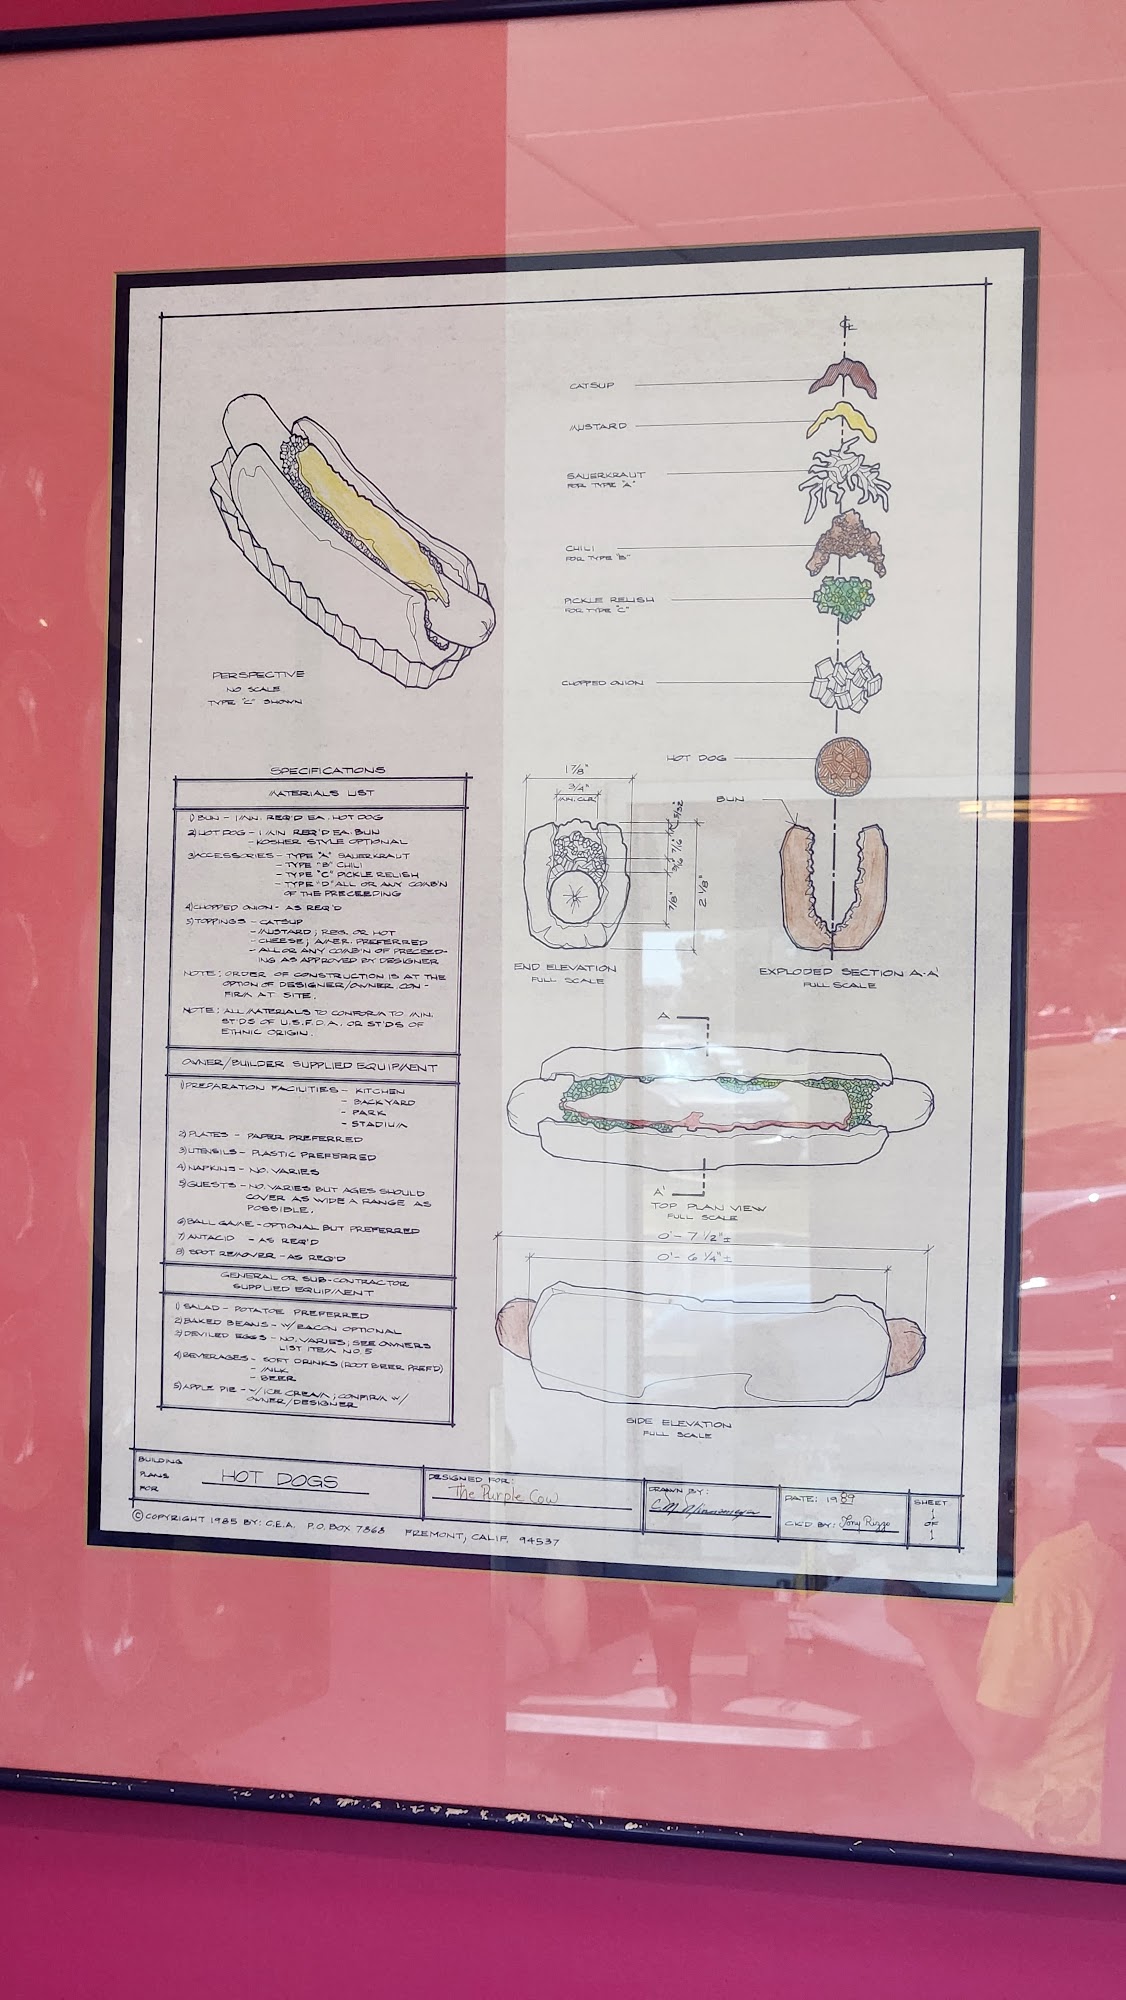 PERSPECTIVE
NO SCALE
TYPE "C" SHOWN
℄
CATSUP
MUSTARD
SAUERKRAUT
FOR TYPE "A"
CHILI
FOR TYPE "B"
PICKLE RELISH
FOR TYPE "C"
CHOPPED ONION
HOT DOG
BUN
SPECIFICATIONS
MATERIALS LIST
1) BUN - 1 MIN. REQ'D EA. HOT DOG
2) HOT DOG - 1 MIN REQ'D EA. BUN
- KOSHER STYLE OPTIONAL
3) ACCESSORIES - TYPE "A" SAUERKRAUT
- TYPE "B" CHILI
- TYPE "C" PICKLE RELISH
- TYPE "D" ALL OR ANY COMB'N
OF THE PRECEEDING
4) CHOPPED ONION - AS REQ'D
5) TOPPINGS - CATSUP
- MUSTARD; REG. OR HOT
- CHEESE; AMER. PREFERRED
- ALL OR ANY COMB'N OF PRECEED-
ING AS APPROVED BY DESIGNER
NOTE: ORDER OF CONSTRUCTION IS AT THE
OPTION OF DESIGNER/OWNER. CON-
FIRM AT SITE.
NOTE: ALL MATERIALS TO CONFORM TO MIN.
ST'DS OF U.S.F.D.A. OR ST'DS OF
ETHNIC ORIGIN.
OWNER/BUILDER SUPPLIED EQUIPMENT
1) PREPARATION FACILITIES - KITCHEN
- BACKYARD
- PARK
- STADIUM
2) PLATES - PAPER PREFERRED
3) UTENSILS - PLASTIC PREFERRED
4) NAPKINS - NO. VARIES
5) GUESTS - NO. VARIES BUT AGES SHOULD
COVER AS WIDE A RANGE AS
POSSIBLE.
6) BALL GAME - OPTIONAL BUT PREFERRED
7) ANTACID - AS REQ'D
8) SPOT REMOVER - AS REQ'D
GENERAL OR SUB-CONTRACTOR
SUPPLIED EQUIPMENT
1) SALAD - POTATOE PREFERRED
2) BAKED BEANS - W/ BACON OPTIONAL
3) DEVILED EGGS - NO. VARIES; SEE OWNERS
LIST ITEM NO. 5
4) BEVERAGES - SOFT DRINKS (ROOT BEER PREF'D)
- MILK
- BEER
5) APPLE PIE - W/ ICE CREAM; CONFIRM W/
OWNER/DESIGNER
1 7/8"
3/4"
MIN. CLR.
7/16
3/16
7/8"
2 1/8"
END ELEVATION
FULL SCALE
EXPLODED SECTION A-A'
FULL SCALE
A
A'
TOP PLAN VIEW
FULL SCALE
0'- 7 1/2" ±
0'- 6 1/4" ±
SIDE ELEVATION
FULL SCALE
BUILDING
PLANS
FOR
HOT DOGS
DESIGNED FOR:
The Purple Cow
DRAWN BY:
DATE: 1989
CK'D BY: Tony Rizzo
SHEET
1
OF
1
© COPYRIGHT 1985 BY: C.E.A. P.O. BOX 7868 FREMONT, CALIF. 94537